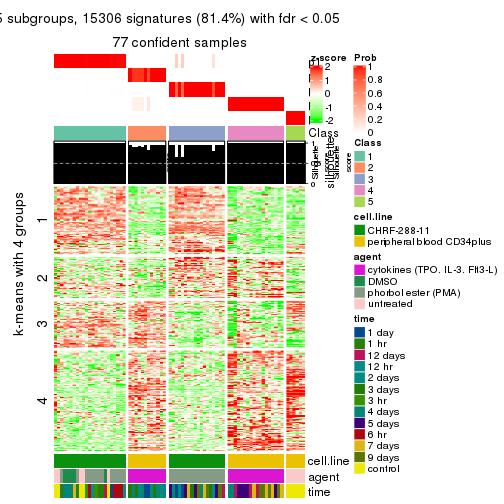 5 subgroups, 15306 signatures (81.4%) with fdr < 0.05
77 confident samples
z-score
2
1
0
-1
-2
Prob
1
0.8
0.6
0.4
0.2
0
Class
Class
1
2
3
4
5
silhouette
score
k-means with 4 groups
1
2
3
4
cell.line
CHRF-288-11
peripheral blood CD34plus
agent
cytokines (TPO, IL-3, Flt3-L)
DMSO
phorbol ester (PMA)
untreated
time
1 day
1 hr
12 days
12 hr
2 days
3 days
3 hr
4 days
5 days
6 hr
7 days
9 days
control
cell.line
agent
time